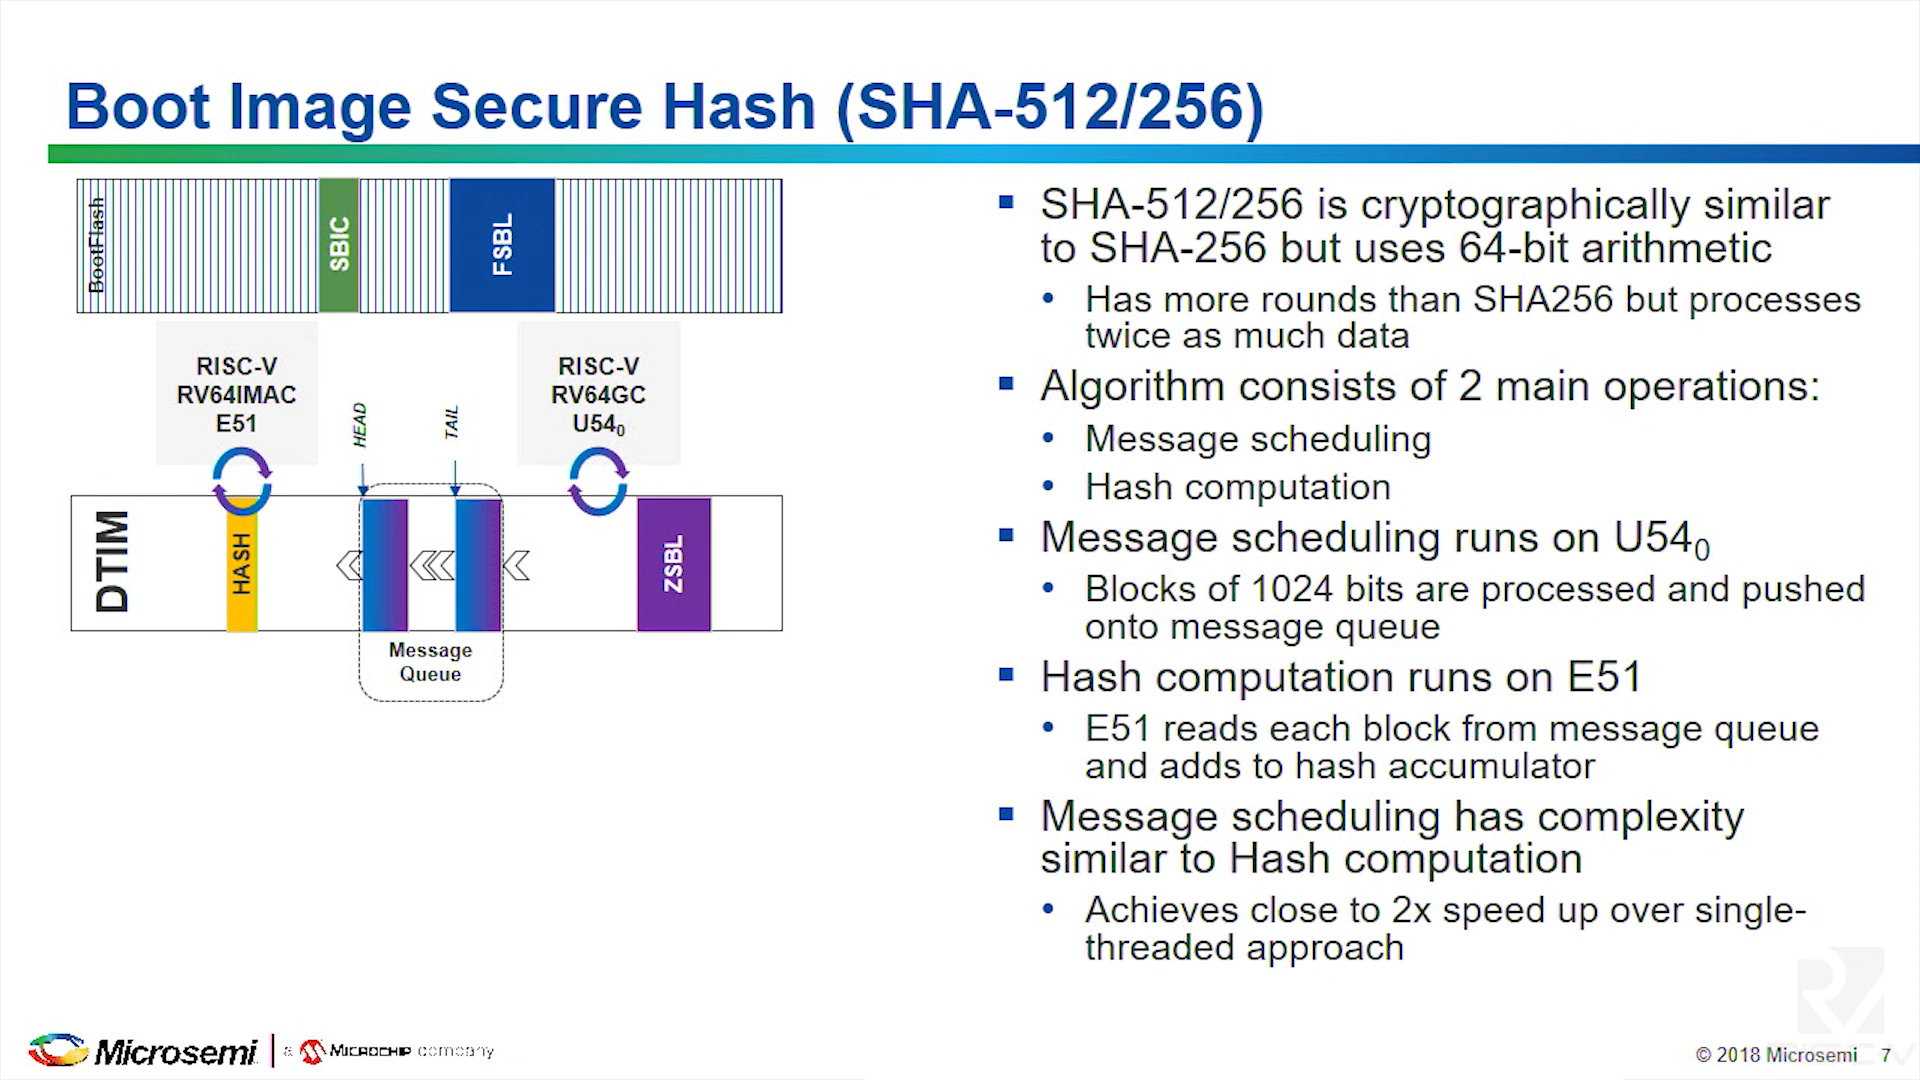 Boot Image Secure Hash (SHA-512/256)
BootFlash
SBIC
FSBL
RISC-V
RV64IMAC
E51
HEAD
TAIL
RISC-V
RV64GC
U54₀
DTIM
HASH
ZSBL
Message
Queue
SHA-512/256 is cryptographically similar
to SHA-256 but uses 64-bit arithmetic
Has more rounds than SHA256 but processes
twice as much data
Algorithm consists of 2 main operations:
Message scheduling
Hash computation
Message scheduling runs on U54₀
Blocks of 1024 bits are processed and pushed
onto message queue
Hash computation runs on E51
E51 reads each block from message queue
and adds to hash accumulator
Message scheduling has complexity
similar to Hash computation
Achieves close to 2x speed up over single-
threaded approach
Microsemi a MICROCHIP company
© 2018 Microsemi 7